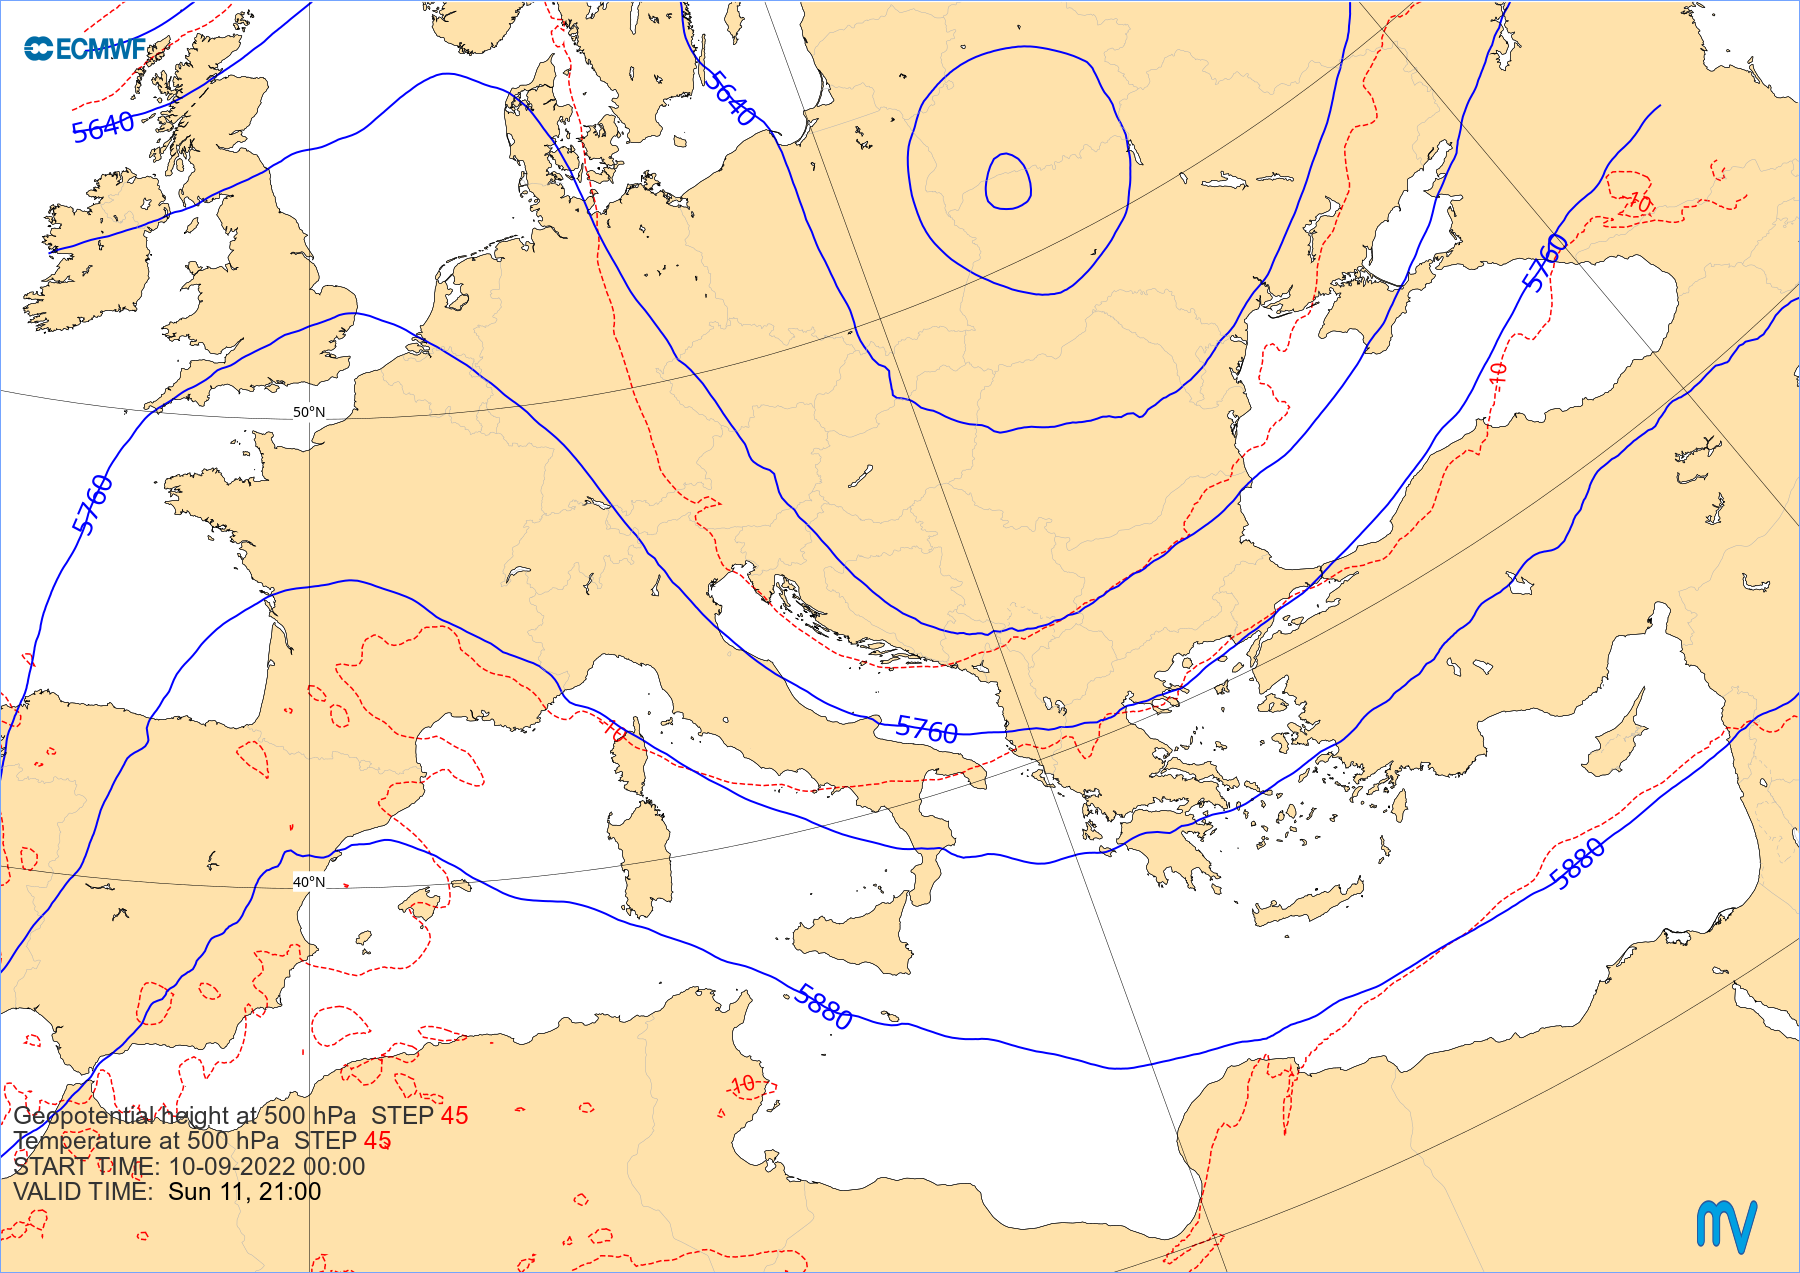 ECMWF
5640
5640
-10
5760
-10
50°N
5760
5760
-10
5880
40°N
5880
-10
Geopotential height at 500 hPa STEP 45
Temperature at 500 hPa STEP 45
START TIME: 10-09-2022 00:00
VALID TIME: Sun 11, 21:00
mv